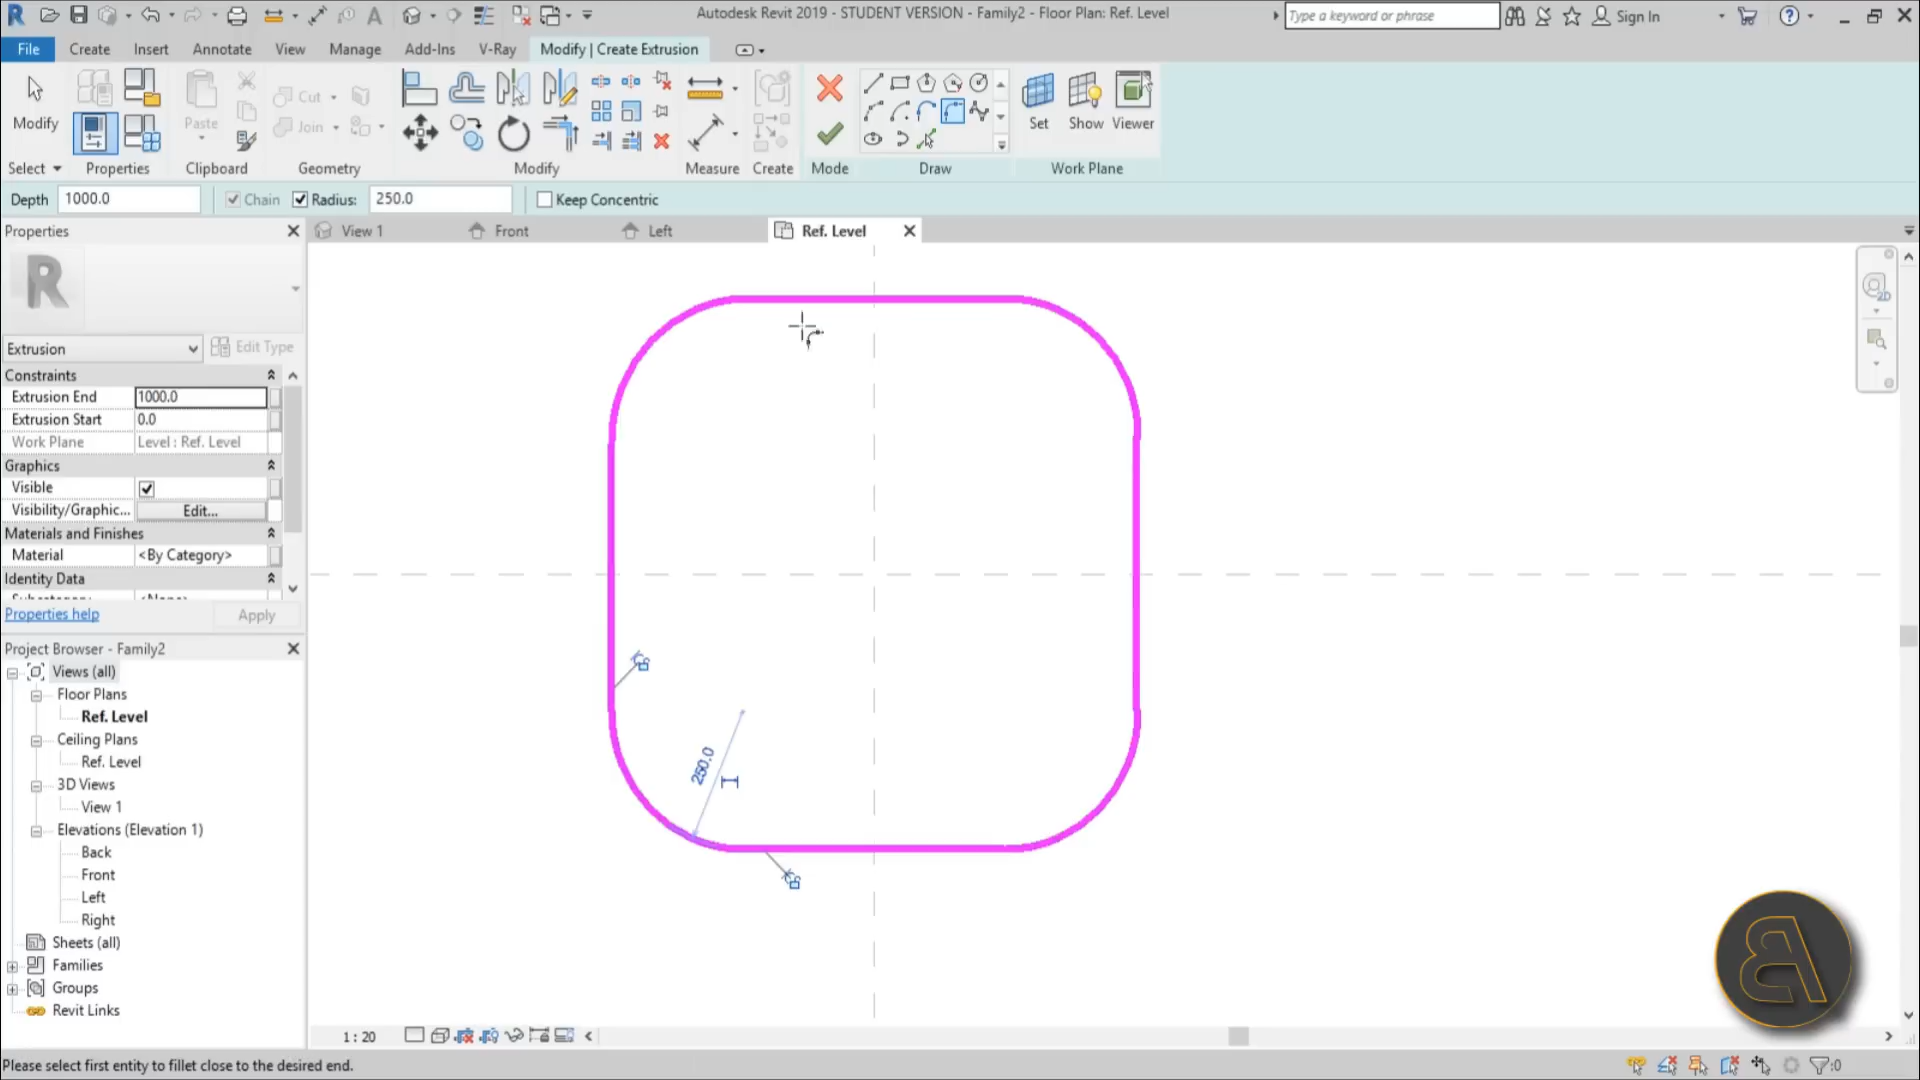 Autodesk Revit 2019 - STUDENT VERSION - Family2 - Floor Plan: Ref. Level
Type a keyword or phrase
Sign In
File
Create
Insert
Annotate
View
Manage
Add-Ins
V-Ray
Modify | Create Extrusion
Modify
Paste
Cut
Join
Set
Show
Viewer
Select
Properties
Clipboard
Geometry
Modify
Measure
Create
Mode
Draw
Work Plane
Depth 1000.0
Chain
Radius: 250.0
Keep Concentric
Properties
View 1
Front
Left
Ref. Level
R
Extrusion
Edit Type
Constraints
Extrusion End 1000.0
Extrusion Start 0.0
Work Plane Level : Ref. Level
Graphics
Visible
Visibility/Graphic... Edit...
Materials and Finishes
Material <By Category>
Identity Data
Properties help
Apply
Project Browser - Family2
Views (all)
Floor Plans
Ref. Level
Ceiling Plans
Ref. Level
3D Views
View 1
Elevations (Elevation 1)
Back
Front
Left
Right
Sheets (all)
Families
Groups
Revit Links
250.0
2D
1 : 20
Please select first entity to fillet close to the desired end.
:0